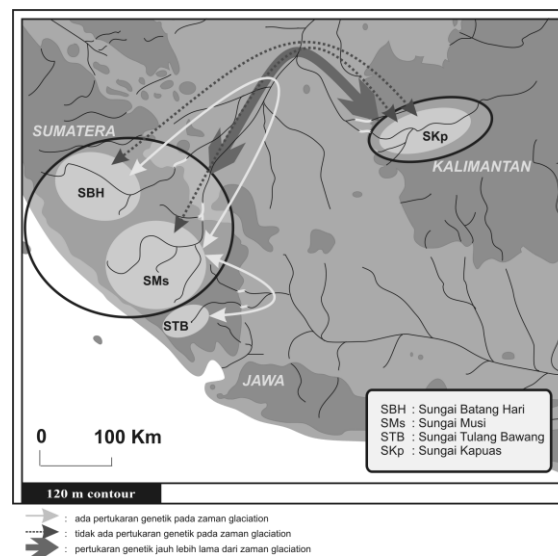 SUMATERA
SKp
KALIMANTAN
SBH
SMs
STB
JAWA
SBH : Sungai Batang Hari
SMs : Sungai Musi
STB : Sungai Tulang Bawang
SKp : Sungai Kapuas
0 100 Km
120 m contour
: ada pertukaran genetik pada zaman glaciation
: tidak ada pertukaran genetik pada zaman glaciation
: pertukaran genetik jauh lebih lama dari zaman glaciation